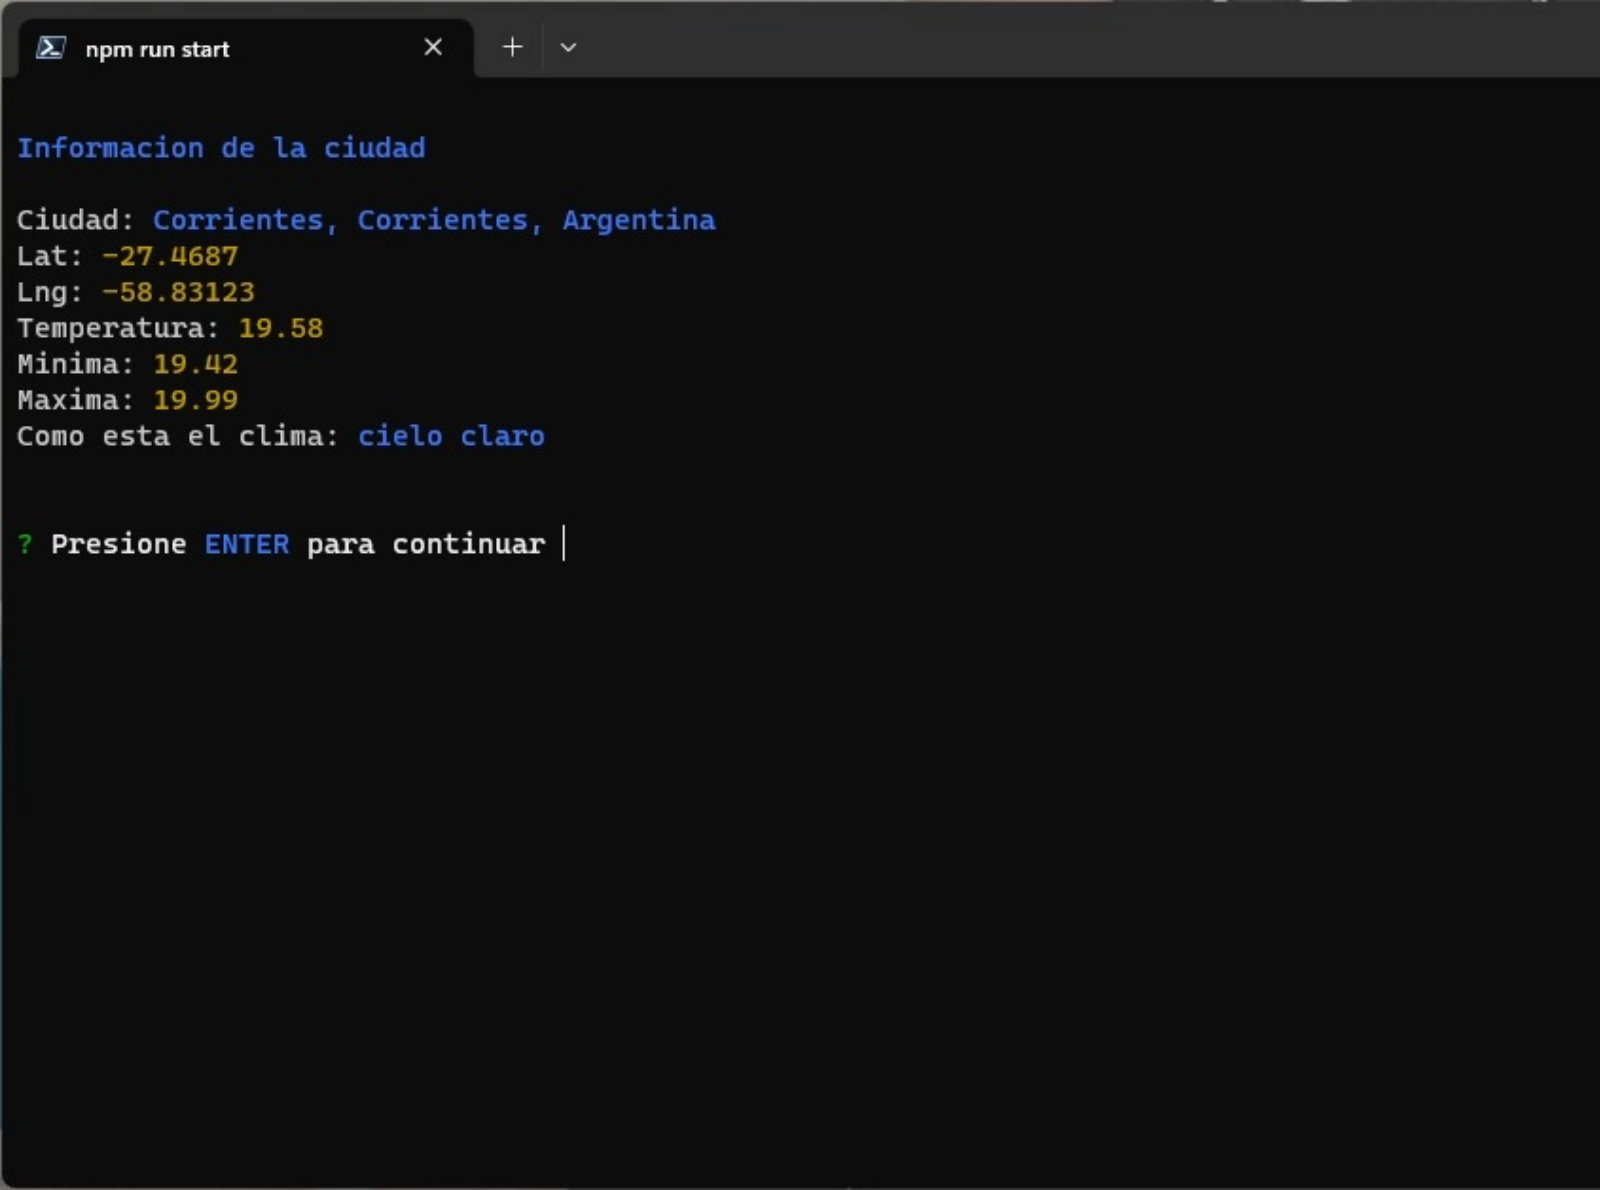 npm run start
Informacion de la ciudad
Ciudad: Corrientes, Corrientes, Argentina
Lat: -27.4687
Lng: -58.83123
Temperatura: 19.58
Minima: 19.42
Maxima: 19.99
Como esta el clima: cielo claro
? Presione ENTER para continuar